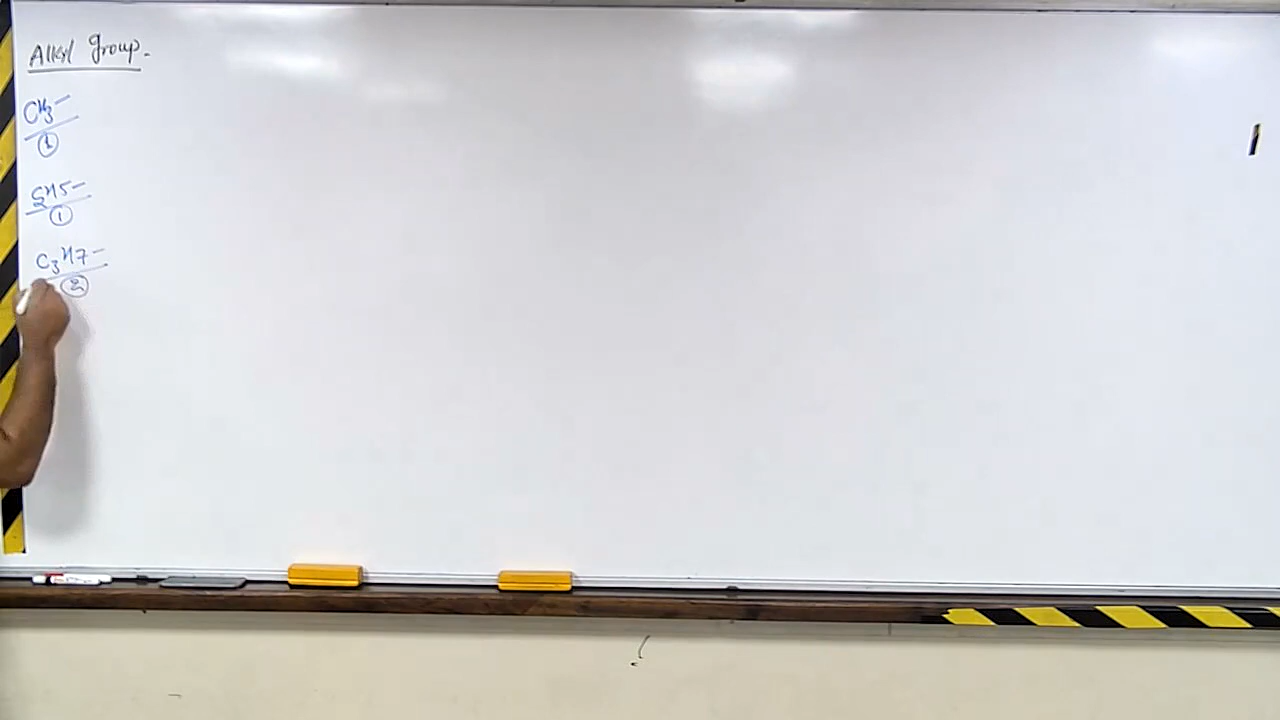 Alkyl Group.
CH3-
1
C2H5-
1
C3H7-
2